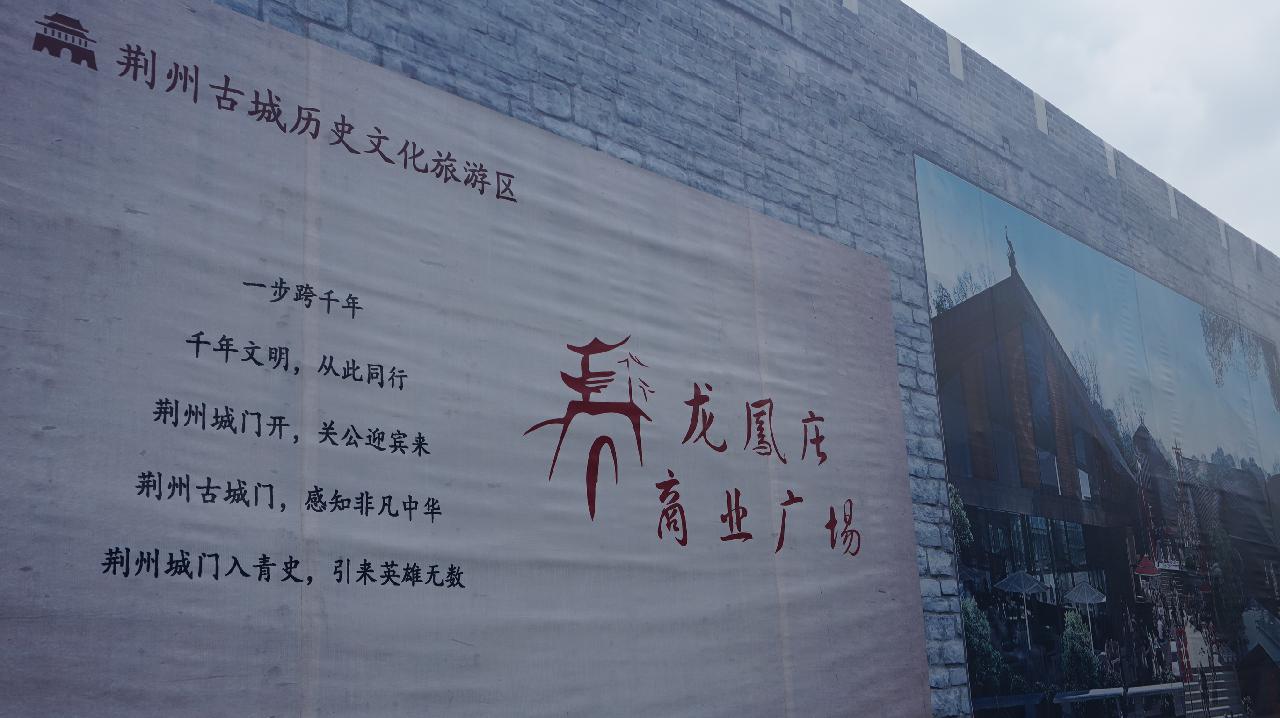 荆州古城历史文化旅游区
一步跨千年
千年文明，从此同行
荆州城门开，关公迎宾来
荆州古城门，感知非凡中华
荆州城门入青史，引来英雄无数
龙鳳庄
商业广场